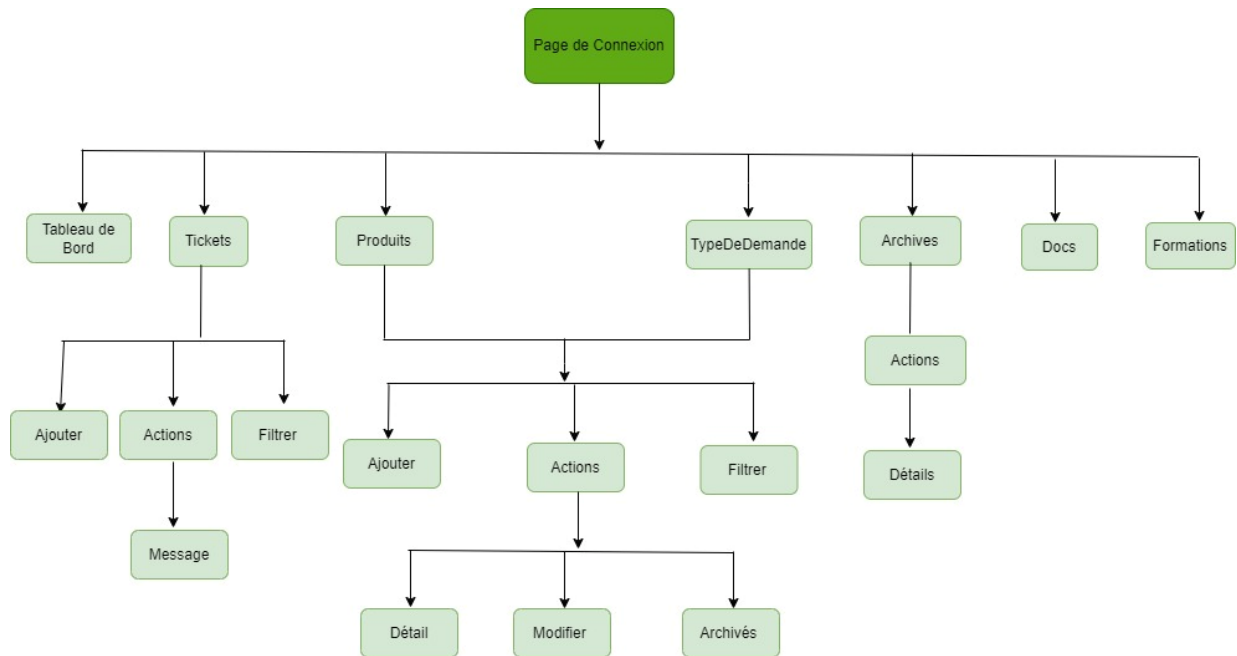 Page de Connexion
Tableau de
Bord
Tickets
Produits
TypeDeDemande
Archives
Docs
Formations
Actions
Ajouter
Actions
Filtrer
Ajouter
Actions
Filtrer
Détails
Message
Détail
Modifier
Archivés